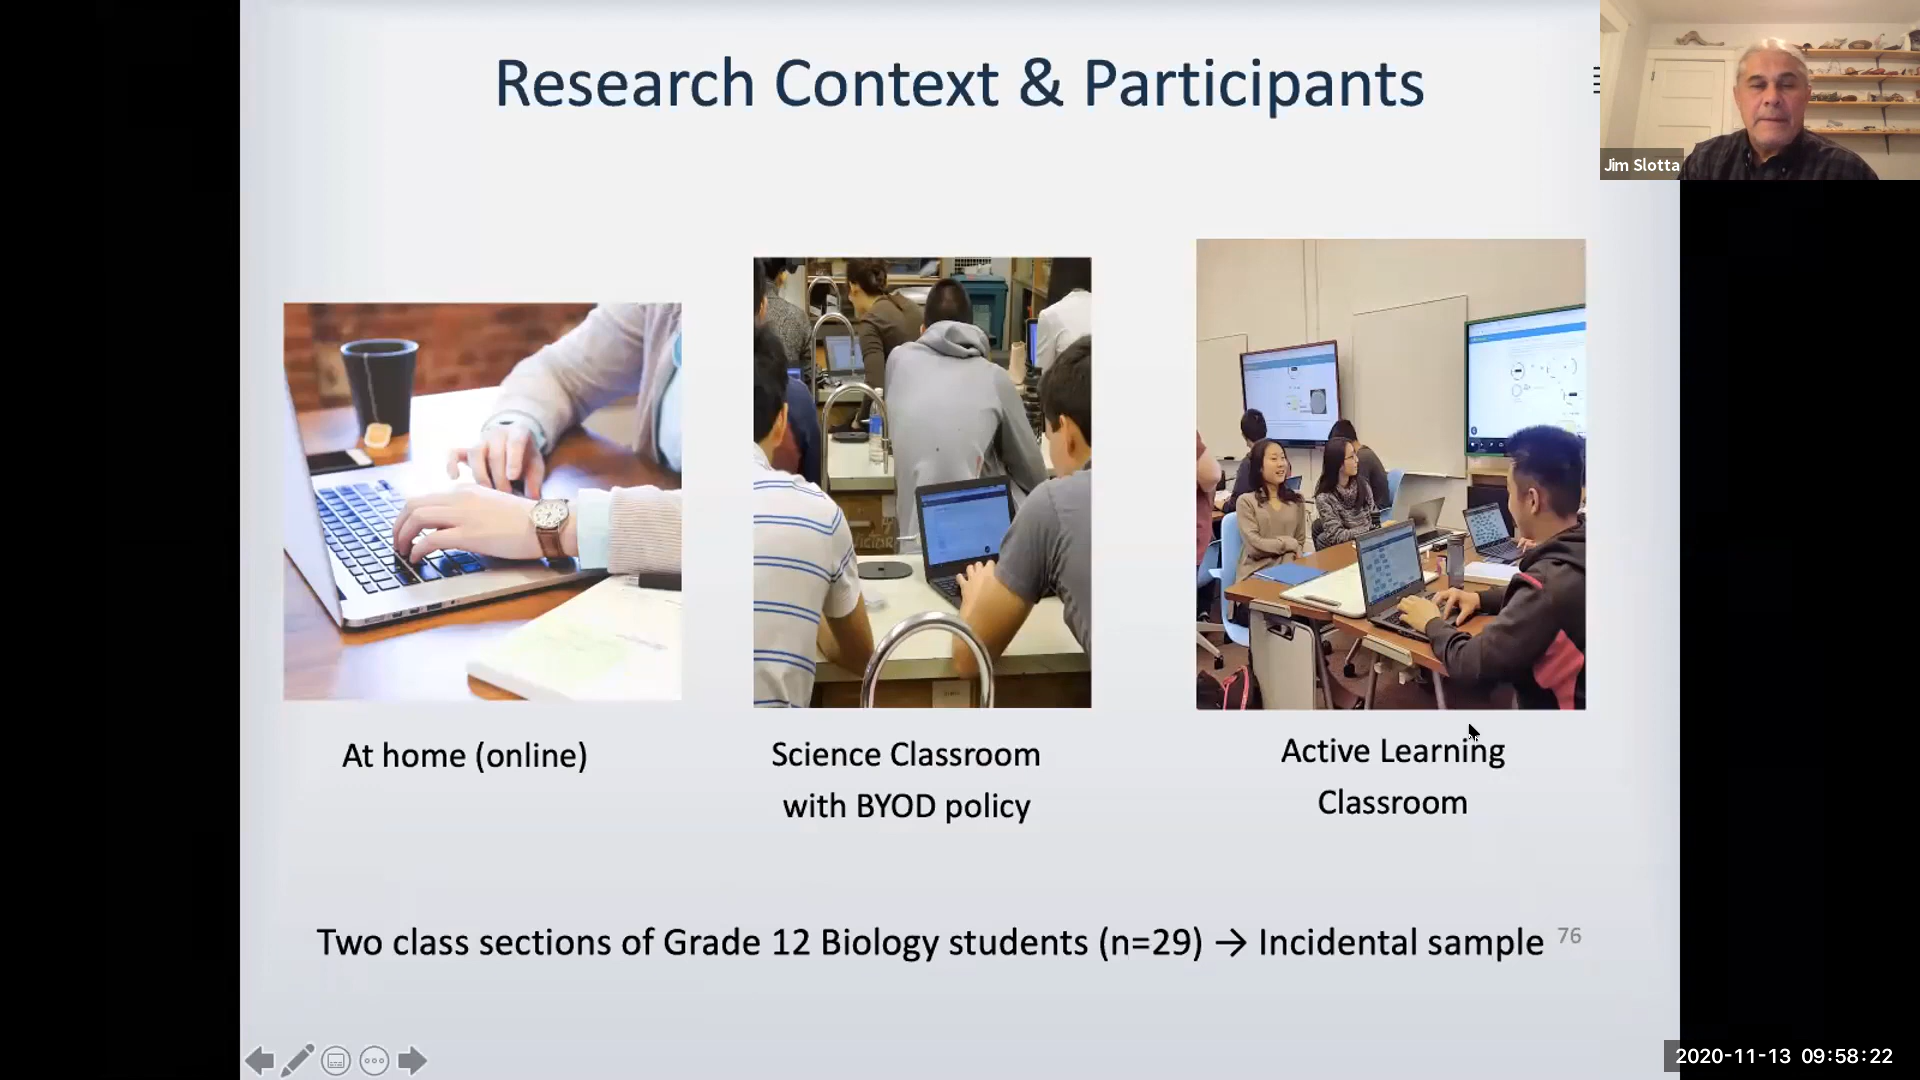 Research Context & Participants
Jim Slotta
At home (online)
Science Classroom
with BYOD policy
Active Learning
Classroom
Two class sections of Grade 12 Biology students (n=29) → Incidental sample
76
2020-11-13 09:58:22